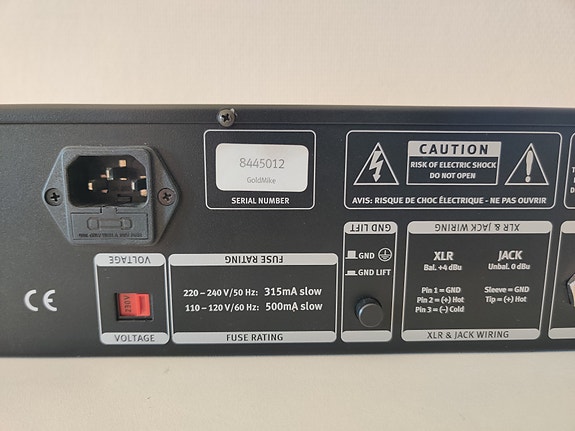 8445012
GoldMike
SERIAL NUMBER
CAUTION
RISK OF ELECTRIC SHOCK
DO NOT OPEN
AVIS: RISQUE DE CHOC ÉLECTRIQUE - NE PAS OUVRIR
VOLTAGE
230V
VOLTAGE
FUSE RATING
220 – 240 V/50 Hz: 315mA slow
110 – 120 V/60 Hz: 500mA slow
FUSE RATING
GND LIFT
GND
GND LIFT
XLR & JACK WIRING
XLR JACK
Bal. +4 dBu Unbal. 0 dBu
Pin 1 = GND Sleeve = GND
Pin 2 = (+) Hot Tip = (+) Hot
Pin 3 = (–) Cold
XLR & JACK WIRING
CE